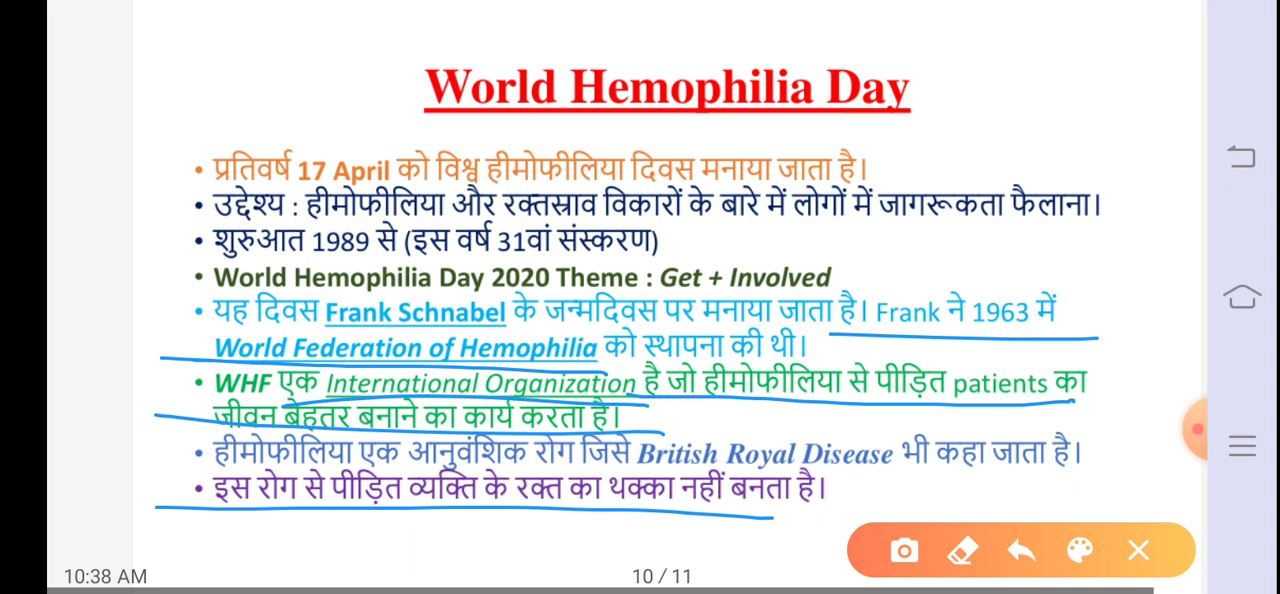 World Hemophilia Day
• प्रतिवर्ष 17 April को विश्व हीमोफीलिया दिवस मनाया जाता है।
• उद्देश्य : हीमोफीलिया और रक्तस्राव विकारों के बारे में लोगों में जागरूकता फैलाना।
• शुरुआत 1989 से (इस वर्ष 31वां संस्करण)
• World Hemophilia Day 2020 Theme : Get + Involved
• यह दिवस Frank Schnabel के जन्मदिवस पर मनाया जाता है। Frank ने 1963 में
World Federation of Hemophilia को स्थापना की थी।
• WHF एक International Organization है जो हीमोफीलिया से पीड़ित patients का
जीवन बेहतर बनाने का कार्य करता है।
• हीमोफीलिया एक आनुवंशिक रोग जिसे British Royal Disease भी कहा जाता है।
• इस रोग से पीड़ित व्यक्ति के रक्त का थक्का नहीं बनता है।
10:38 AM
10 / 11